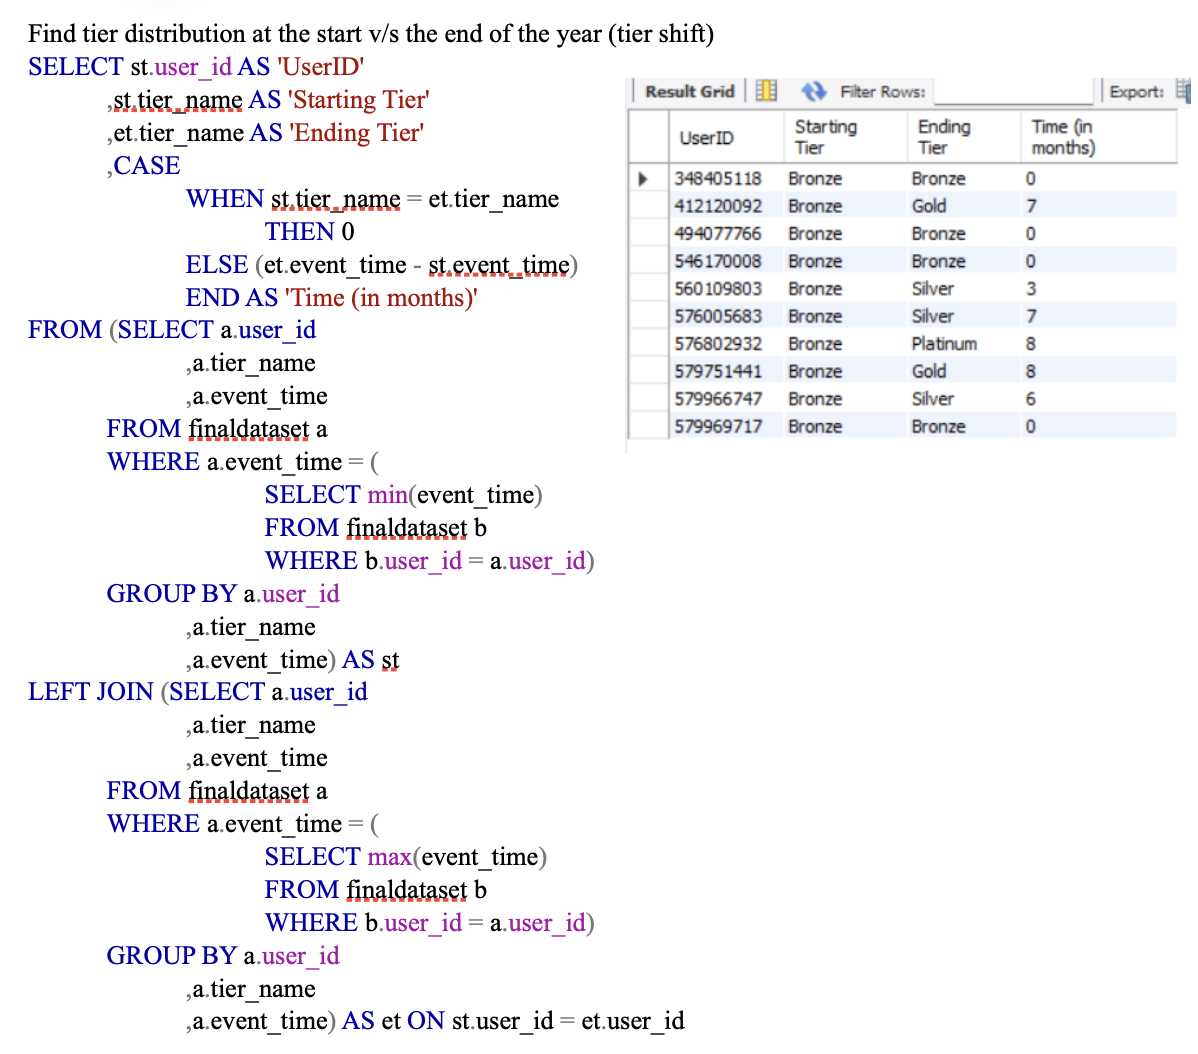 Find tier distribution at the start v/s the end of the year (tier shift)
SELECT st.user_id AS 'UserID'
,st.tier_name AS 'Starting Tier'
,et.tier_name AS 'Ending Tier'
,CASE
WHEN st.tier_name = et.tier_name
THEN 0
ELSE (et.event_time - st.event_time)
END AS 'Time (in months)'
FROM (SELECT a.user_id
,a.tier_name
,a.event_time
FROM finaldataset a
WHERE a.event_time = (
SELECT min(event_time)
FROM finaldataset b
WHERE b.user_id = a.user_id)
GROUP BY a.user_id
,a.tier_name
,a.event_time) AS st
LEFT JOIN (SELECT a.user_id
,a.tier_name
,a.event_time
FROM finaldataset a
WHERE a.event_time = (
SELECT max(event_time)
FROM finaldataset b
WHERE b.user_id = a.user_id)
GROUP BY a.user_id
,a.tier_name
,a.event_time) AS et ON st.user_id = et.user_id
Result Grid Filter Rows: Export:
UserID Starting Tier Ending Tier Time (in months)
348405118 Bronze Bronze 0
412120092 Bronze Gold 7
494077766 Bronze Bronze 0
546170008 Bronze Bronze 0
560109803 Bronze Silver 3
576005683 Bronze Silver 7
576802932 Bronze Platinum 8
579751441 Bronze Gold 8
579966747 Bronze Silver 6
579969717 Bronze Bronze 0